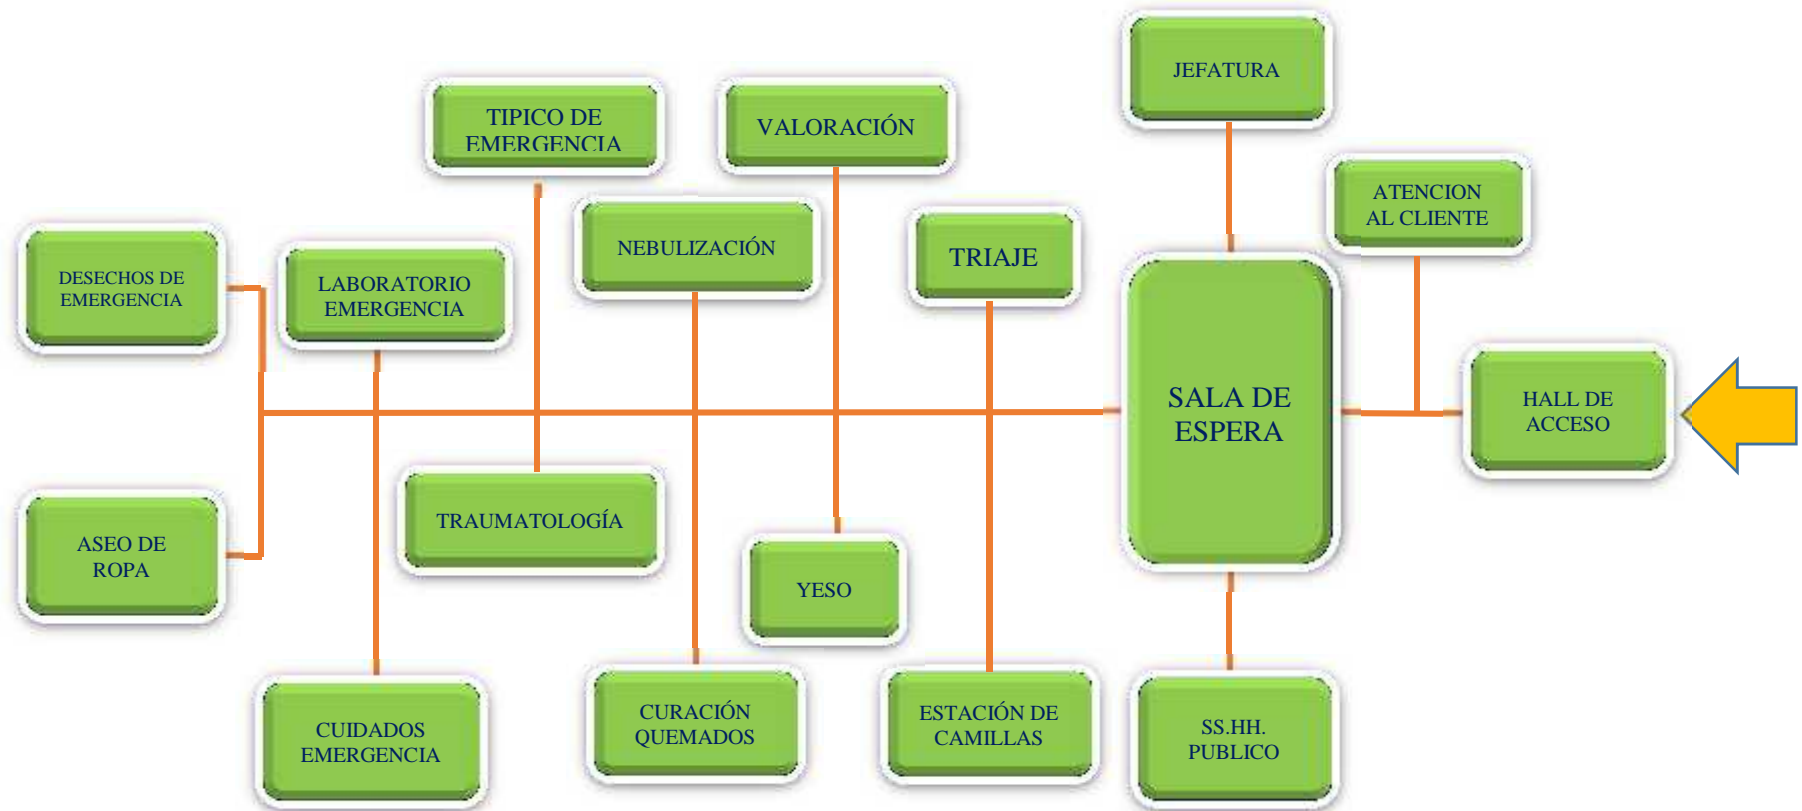 JEFATURA
TIPICO DE
EMERGENCIA
VALORACIÓN
ATENCION
AL CLIENTE
NEBULIZACIÓN
TRIAJE
DESECHOS DE
EMERGENCIA
LABORATORIO
EMERGENCIA
SALA DE
ESPERA
HALL DE
ACCESO
TRAUMATOLOGÍA
ASEO DE
ROPA
YESO
CUIDADOS
EMERGENCIA
CURACIÓN
QUEMADOS
ESTACIÓN DE
CAMILLAS
SS.HH.
PUBLICO